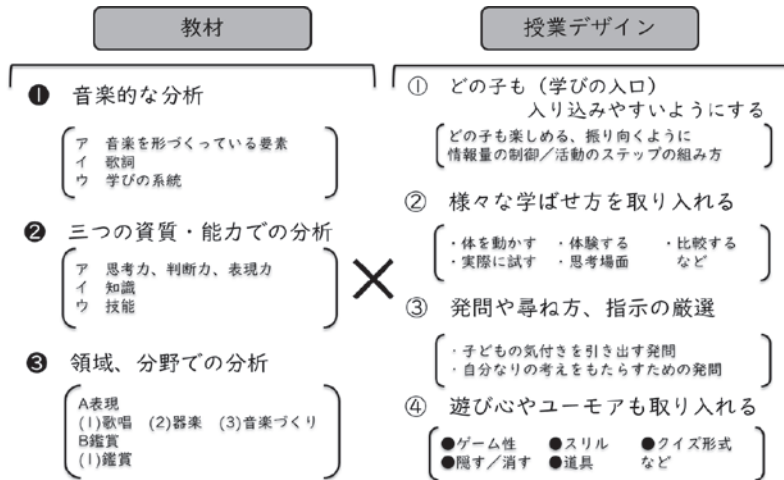 教材
❶ 音楽的な分析
ア 音楽を形づくっている要素
イ 歌詞
ウ 学びの系統
❷ 三つの資質・能力での分析
ア 思考力、判断力、表現力
イ 知識
ウ 技能
❸ 領域、分野での分析
A表現
(1)歌唱 (2)器楽 (3)音楽づくり
B鑑賞
(1)鑑賞
×
授業デザイン
① どの子も(学びの入口)
入り込みやすいようにする
どの子も楽しめる、振り向くように
情報量の制御/活動のステップの組み方
② 様々な学ばせ方を取り入れる
・体を動かす ・体験する ・比較する
・実際に試す ・思考場面 など
③ 発問や尋ね方、指示の厳選
・子どもの気付きを引き出す発問
・自分なりの考えをもたらすための発問
④ 遊び心やユーモアも取り入れる
●ゲーム性 ●スリル ●クイズ形式
●隠す/消す ●道具 など